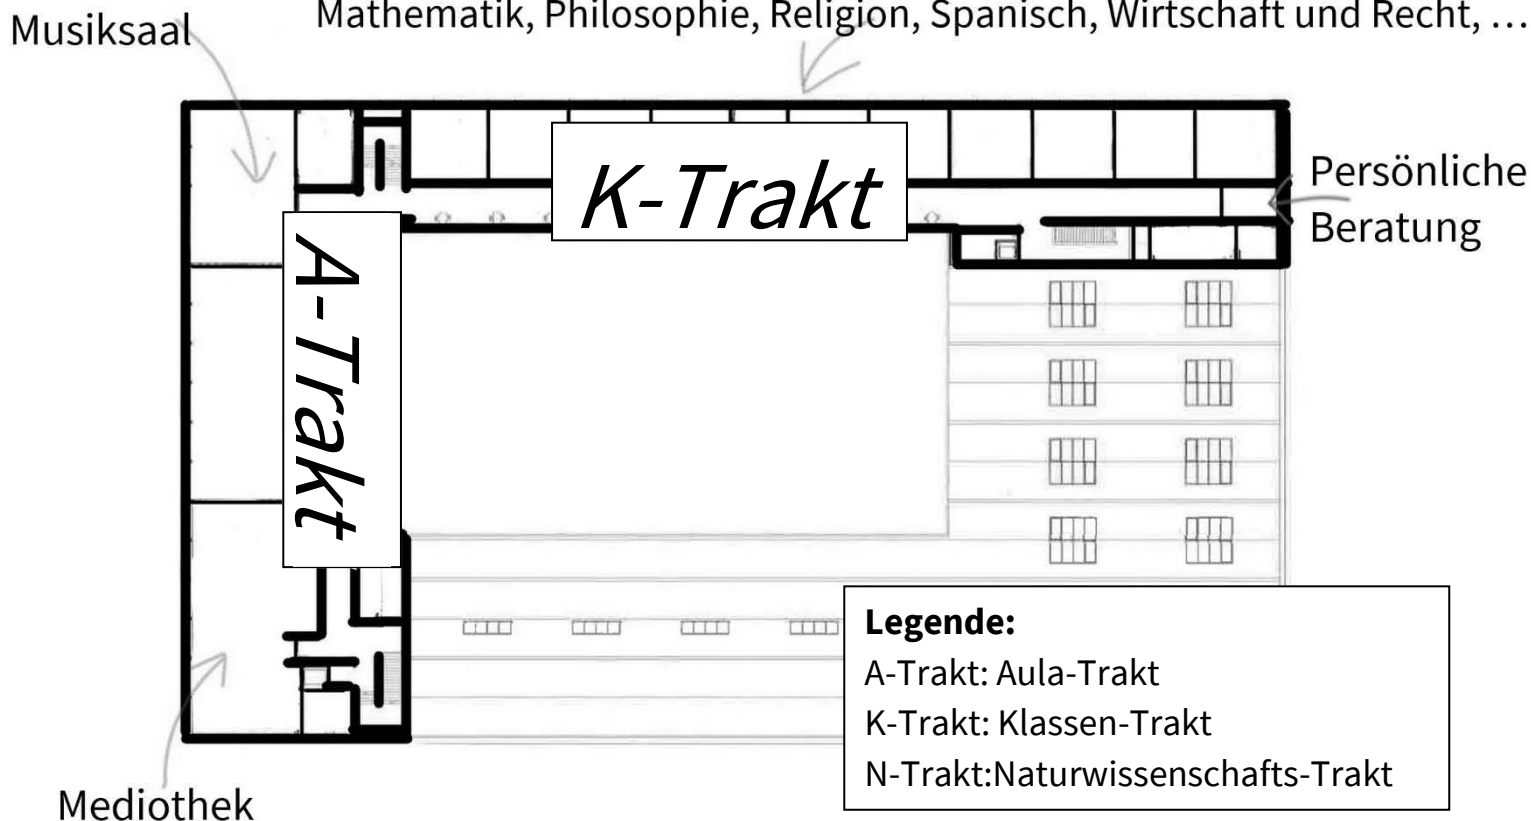 Musiksaal
Mathematik, Philosophie, Religion, Spanisch, Wirtschaft und Recht, …
K-Trakt
Persönliche
Beratung
A-Trakt
Legende:
A-Trakt: Aula-Trakt
K-Trakt: Klassen-Trakt
N-Trakt:Naturwissenschafts-Trakt
Mediothek